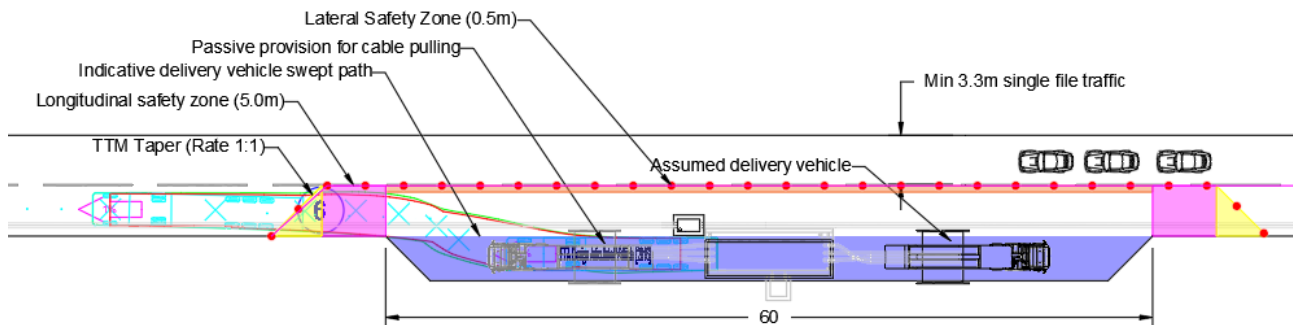 Lateral Safety Zone (0.5m)
Passive provision for cable pulling
Indicative delivery vehicle swept path
Longitudinal safety zone (5.0m)
TTM Taper (Rate 1:1)
Min 3.3m single file traffic
Assumed delivery vehicle
6
60